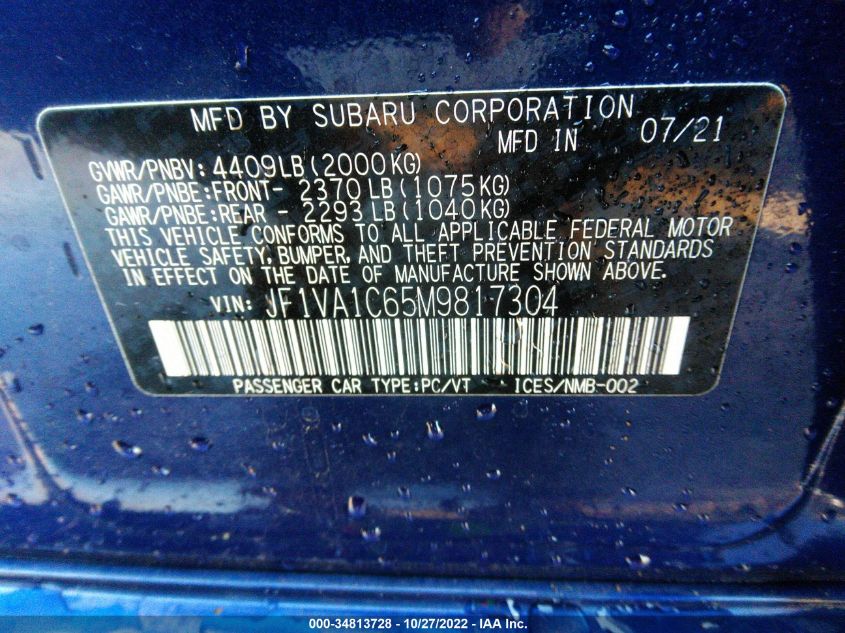 MFD BY SUBARU CORPORATION
MFD IN 07/21
GVWR/PNBV: 4409LB (2000KG)
GAWR/PNBE: FRONT- 2370 LB (1075KG)
GAWR/PNBE: REAR - 2293 LB (1040KG)
THIS VEHICLE CONFORMS TO ALL APPLICABLE FEDERAL MOTOR
VEHICLE SAFETY, BUMPER, AND THEFT PREVENTION STANDARDS
IN EFFECT ON THE DATE OF MANUFACTURE SHOWN ABOVE.
VIN: JF1VA1C65M9817304
PASSENGER CAR TYPE:PC/VT ICES/NMB-002
000-34813728 - 10/27/2022 - IAA Inc.